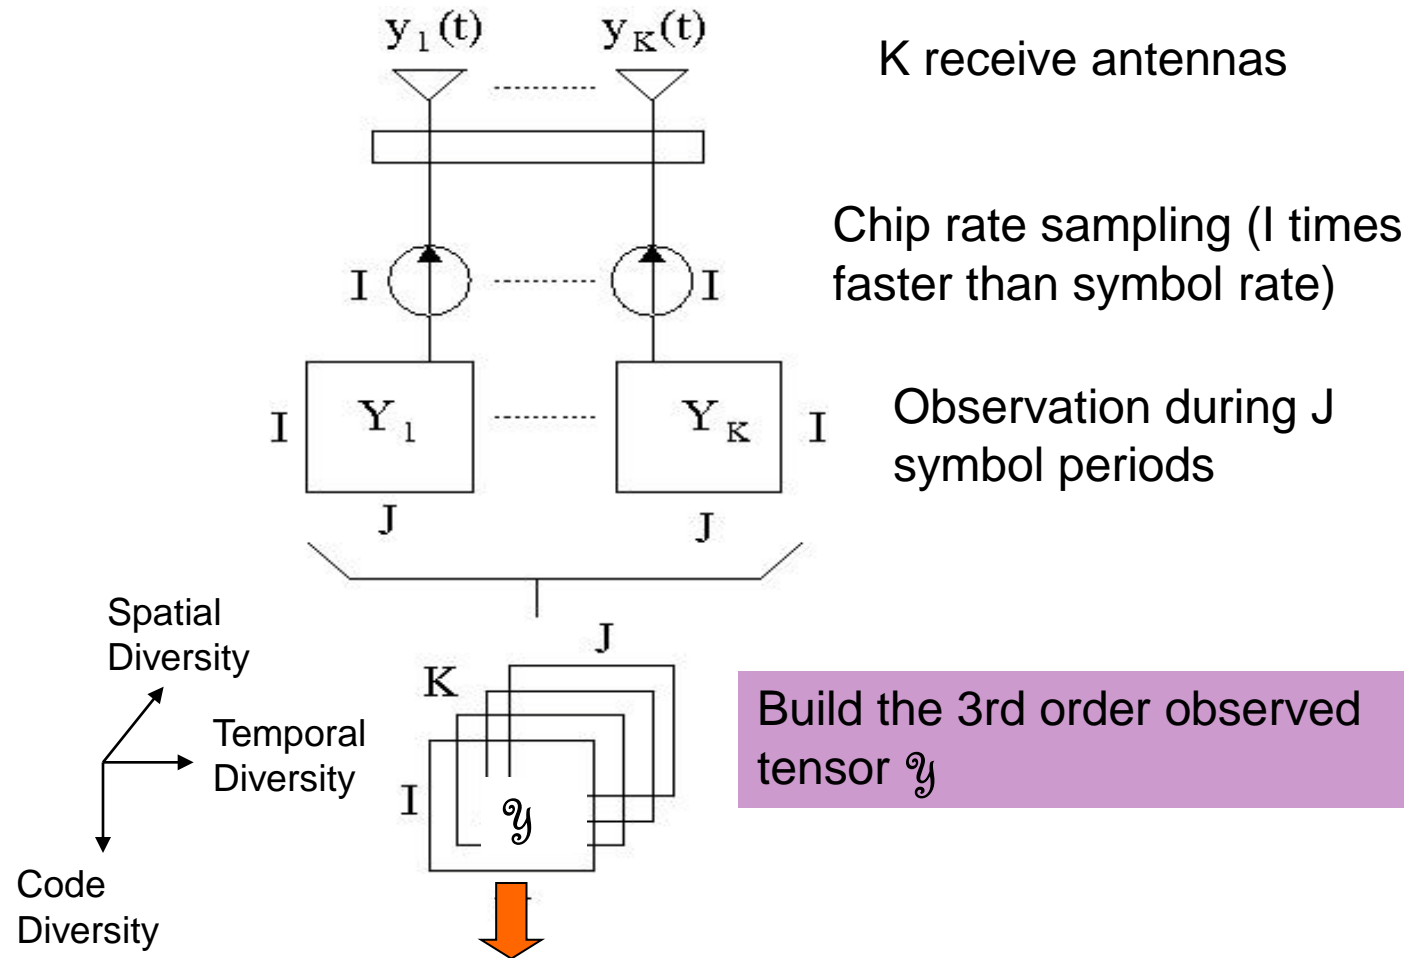 y₁(t) y_K(t)
K receive antennas
Chip rate sampling (I times
faster than symbol rate)
I I
Observation during J
symbol periods
I Y₁ Y_K I
J J
Spatial
Diversity
J
K
Build the 3rd order observed
tensor 𝒴
Temporal
Diversity
I 𝒴
Code
Diversity